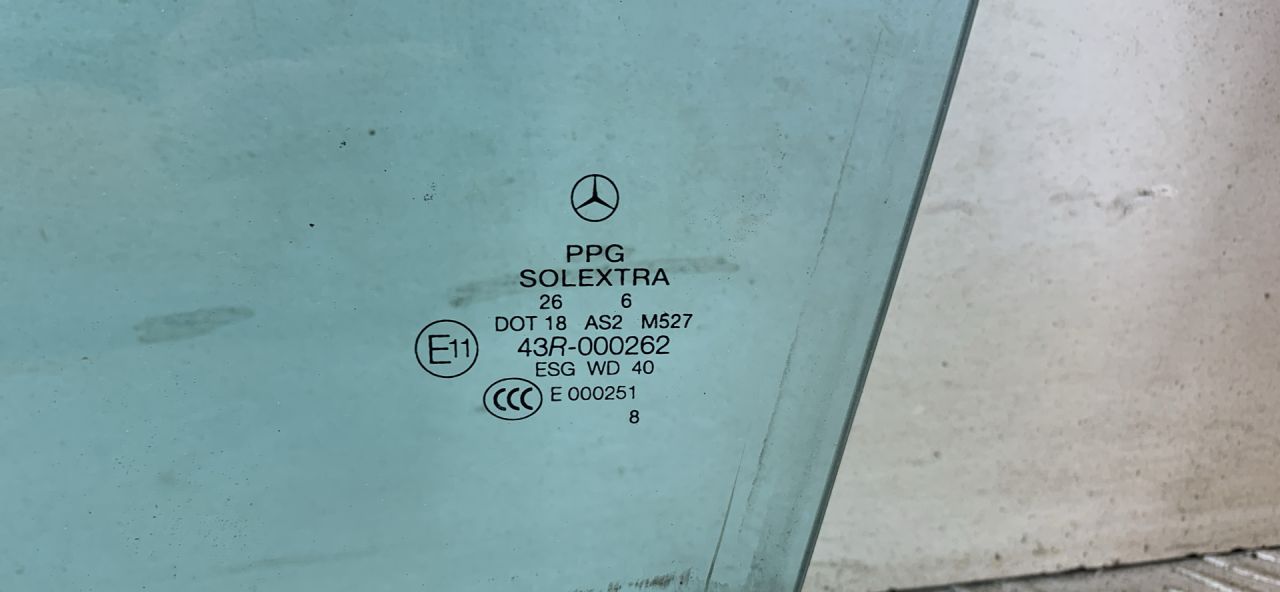 PPG
SOLEXTRA
26 6
DOT 18 AS2 M527
E11 43R-000262
ESG WD 40
CCC E 000251
8